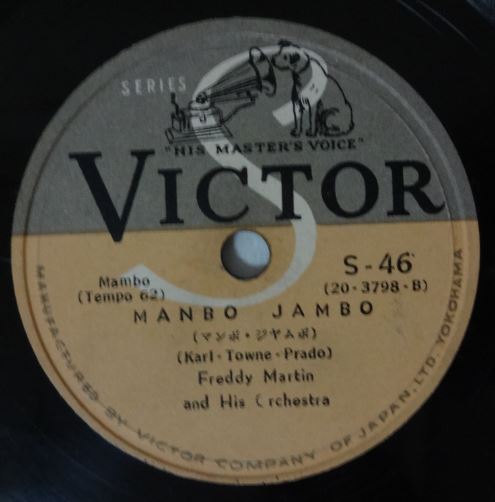 SERIES S
"HIS MASTER'S VOICE"
VICTOR
S-46
Mambo
(Tempo 62)
(20-3798-B)
MANBO JAMBO
(マンボ・ジャムボ)
(Karl-Towne-Prado)
Freddy Martin
and His Orchestra
MANUFACTURED BY VICTOR COMPANY OF JAPAN, LTD. YOKOHAMA